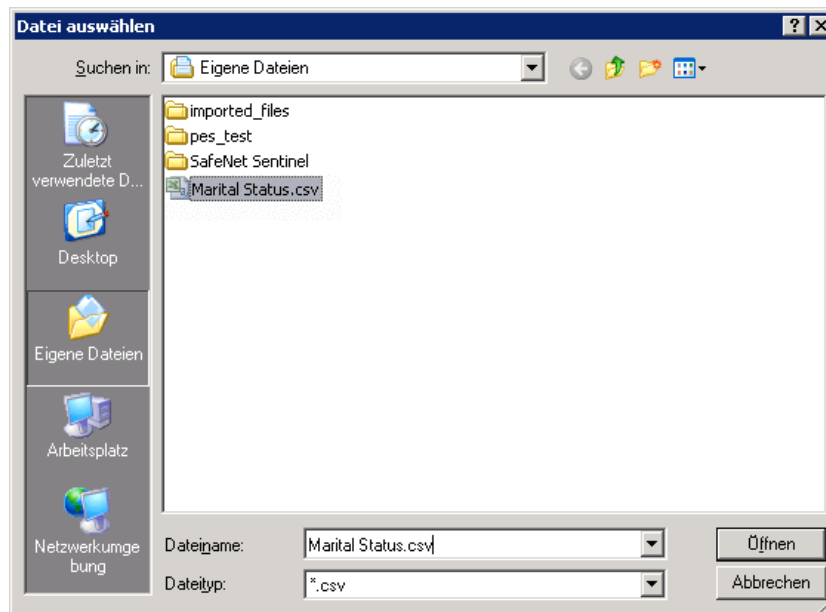 Datei auswählen
Suchen in:
Eigene Dateien
Zuletzt
verwendete D...
Desktop
Eigene Dateien
Arbeitsplatz
Netzwerkumge
bung
imported_files
pes_test
SafeNet Sentinel
Marital Status.csv
Dateiname:
Marital Status.csv
Öffnen
Dateityp:
*.csv
Abbrechen